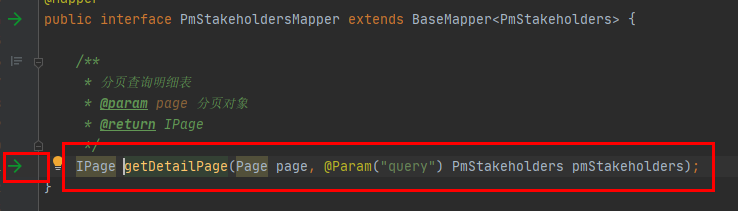 @Mapper
public interface PmStakeholdersMapper extends BaseMapper<PmStakeholders> {
/**
* 分页查询明细表
* @param page 分页对象
* @return IPage
*/
IPage getDetailPage(Page page, @Param("query") PmStakeholders pmStakeholders);
}